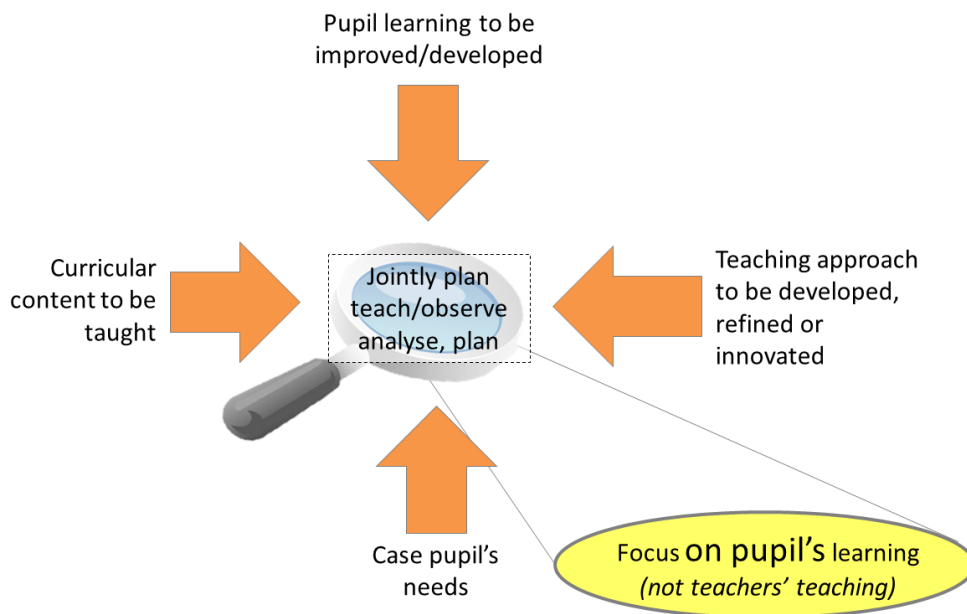 Pupil learning to be
improved/developed
Curricular
content to be
taught
Jointly plan
teach/observe
analyse, plan
Teaching approach
to be developed,
refined or
innovated
Case pupil’s
needs
Focus on pupil’s learning
(not teachers’ teaching)